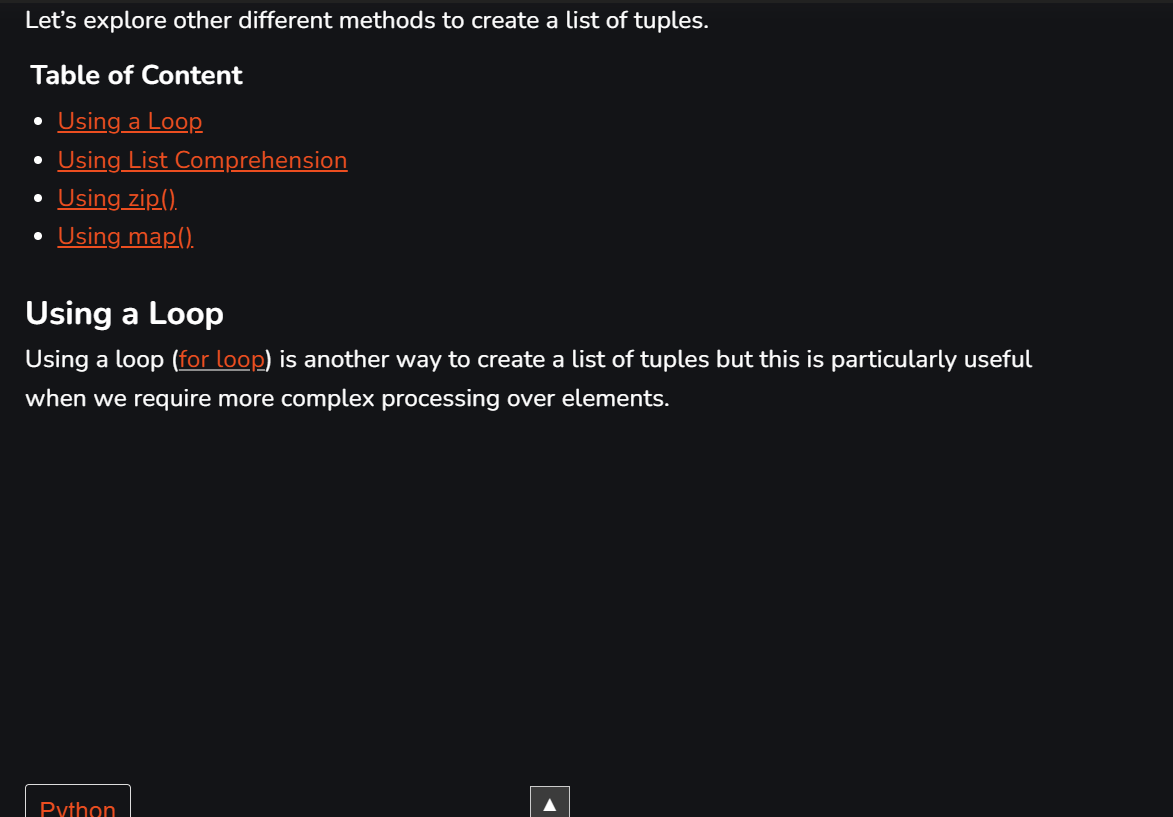 Let’s explore other different methods to create a list of tuples.
Table of Content
Using a Loop
Using List Comprehension
Using zip()
Using map()
Using a Loop
Using a loop (for loop) is another way to create a list of tuples but this is particularly useful
when we require more complex processing over elements.
Python